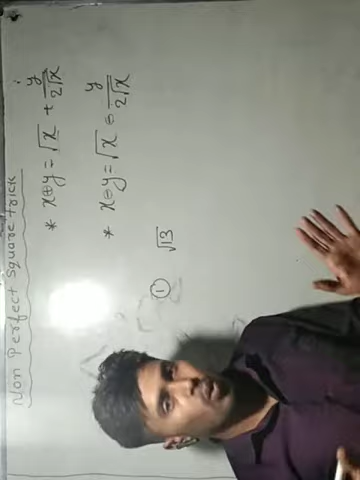 Non Perfect Square trick
* x⊕y = √x + y/2√x
* x⊖y = √x ⊖ y/2√x
① √13